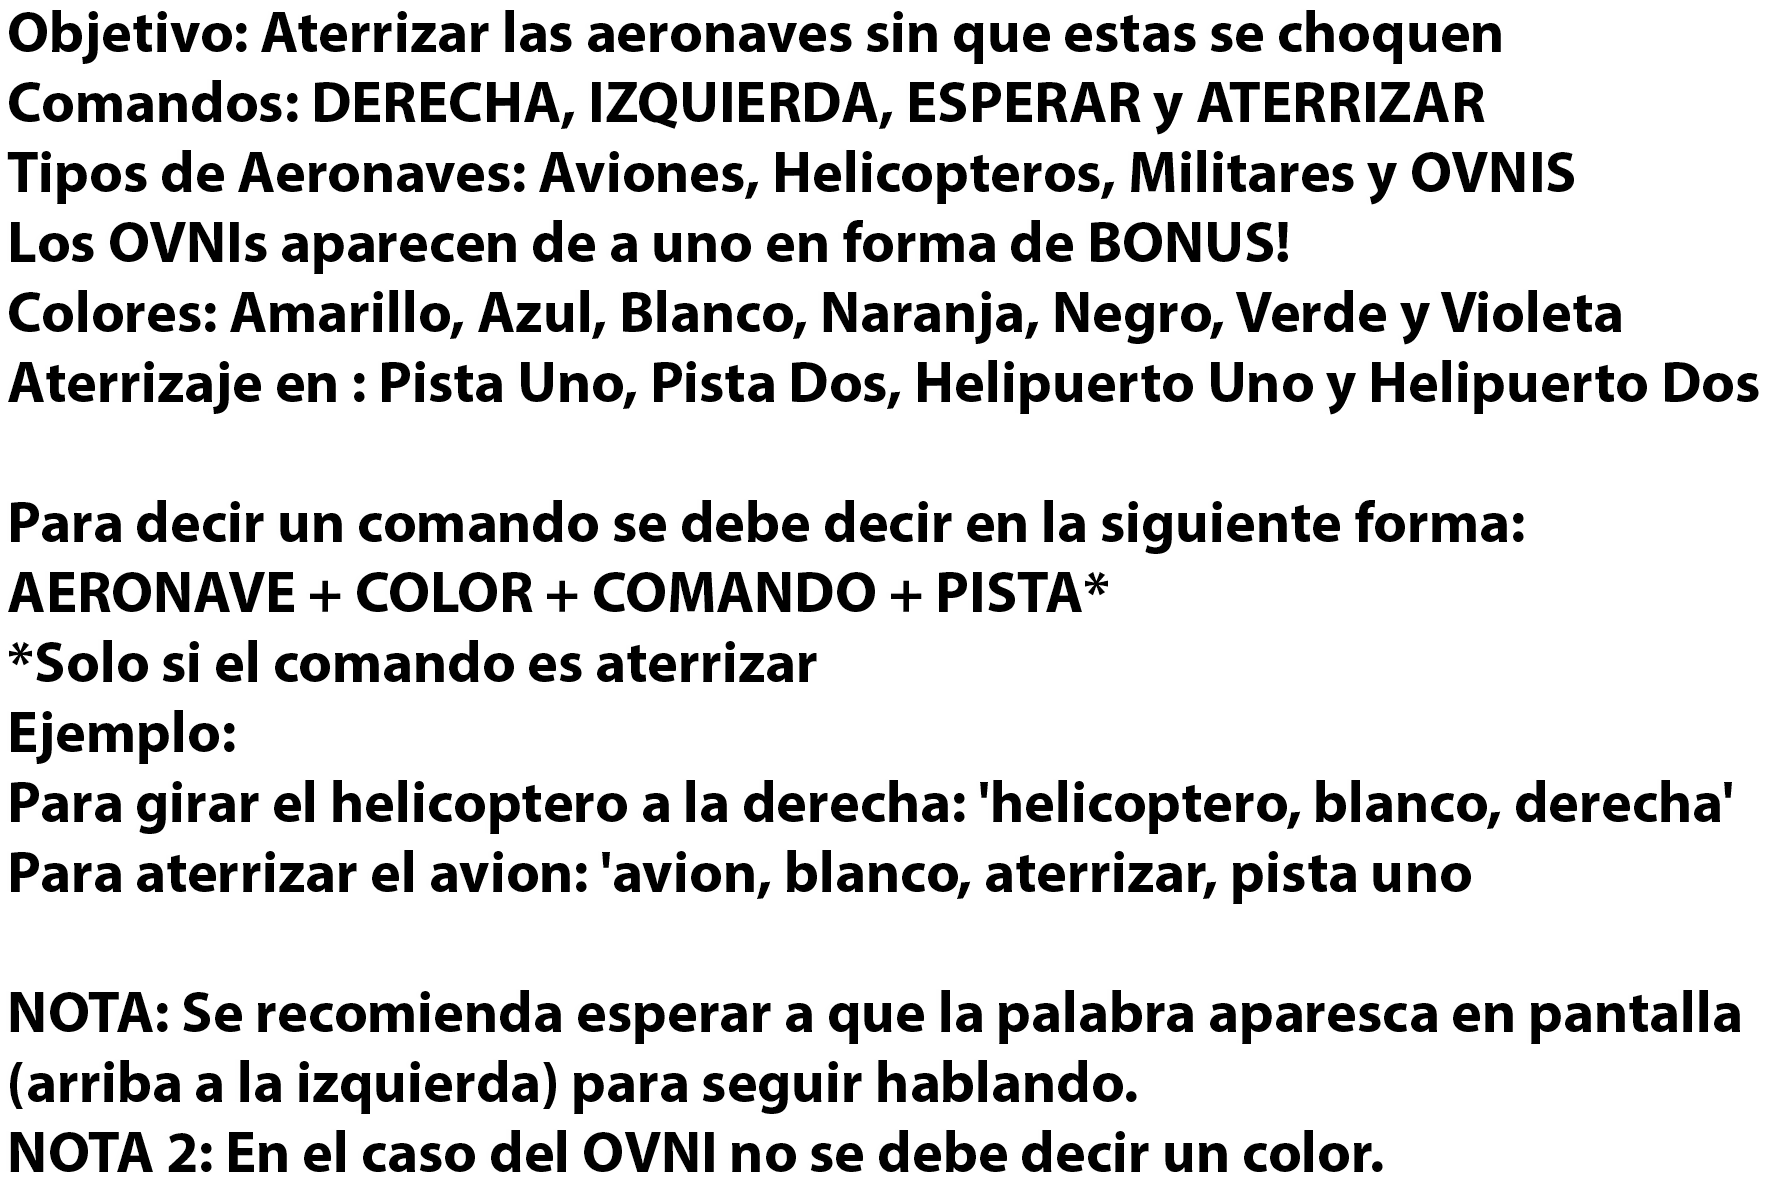 Objetivo: Aterrizar las aeronaves sin que estas se choquen
Comandos: DERECHA, IZQUIERDA, ESPERAR y ATERRIZAR
Tipos de Aeronaves: Aviones, Helicopteros, Militares y OVNIS
Los OVNIs aparecen de a uno en forma de BONUS!
Colores: Amarillo, Azul, Blanco, Naranja, Negro, Verde y Violeta
Aterrizaje en : Pista Uno, Pista Dos, Helipuerto Uno y Helipuerto Dos
Para decir un comando se debe decir en la siguiente forma:
AERONAVE + COLOR + COMANDO + PISTA*
*Solo si el comando es aterrizar
Ejemplo:
Para girar el helicoptero a la derecha: 'helicoptero, blanco, derecha'
Para aterrizar el avion: 'avion, blanco, aterrizar, pista uno
NOTA: Se recomienda esperar a que la palabra aparesca en pantalla
(arriba a la izquierda) para seguir hablando.
NOTA 2: En el caso del OVNI no se debe decir un color.